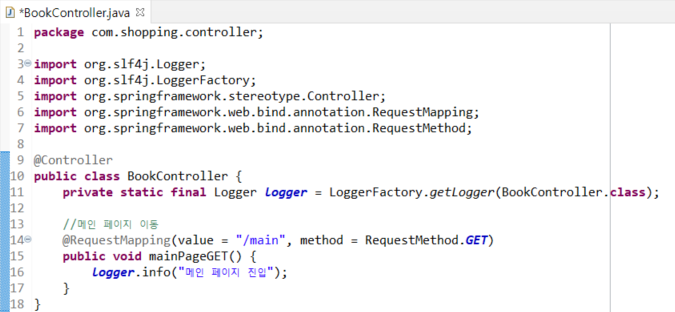 *BookController.java
1 package com.shopping.controller;
2
3 import org.slf4j.Logger;
4 import org.slf4j.LoggerFactory;
5 import org.springframework.stereotype.Controller;
6 import org.springframework.web.bind.annotation.RequestMapping;
7 import org.springframework.web.bind.annotation.RequestMethod;
8
9 @Controller
10 public class BookController {
11     private static final Logger logger = LoggerFactory.getLogger(BookController.class);
12
13     //메인 페이지 이동
14     @RequestMapping(value = "/main", method = RequestMethod.GET)
15     public void mainPageGET() {
16         logger.info("메인 페이지 진입");
17     }
18 }